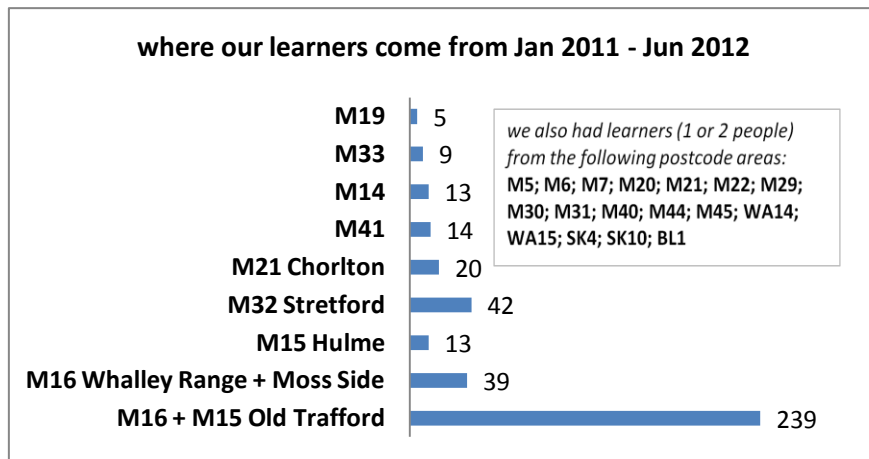 where our learners come from Jan 2011 - Jun 2012
M19 5
M33 9
M14 13
M41 14
M21 Chorlton 20
M32 Stretford 42
M15 Hulme 13
M16 Whalley Range + Moss Side 39
M16 + M15 Old Trafford 239
we also had learners (1 or 2 people)
from the following postcode areas:
M5; M6; M7; M20; M21; M22; M29;
M30; M31; M40; M44; M45; WA14;
WA15; SK4; SK10; BL1